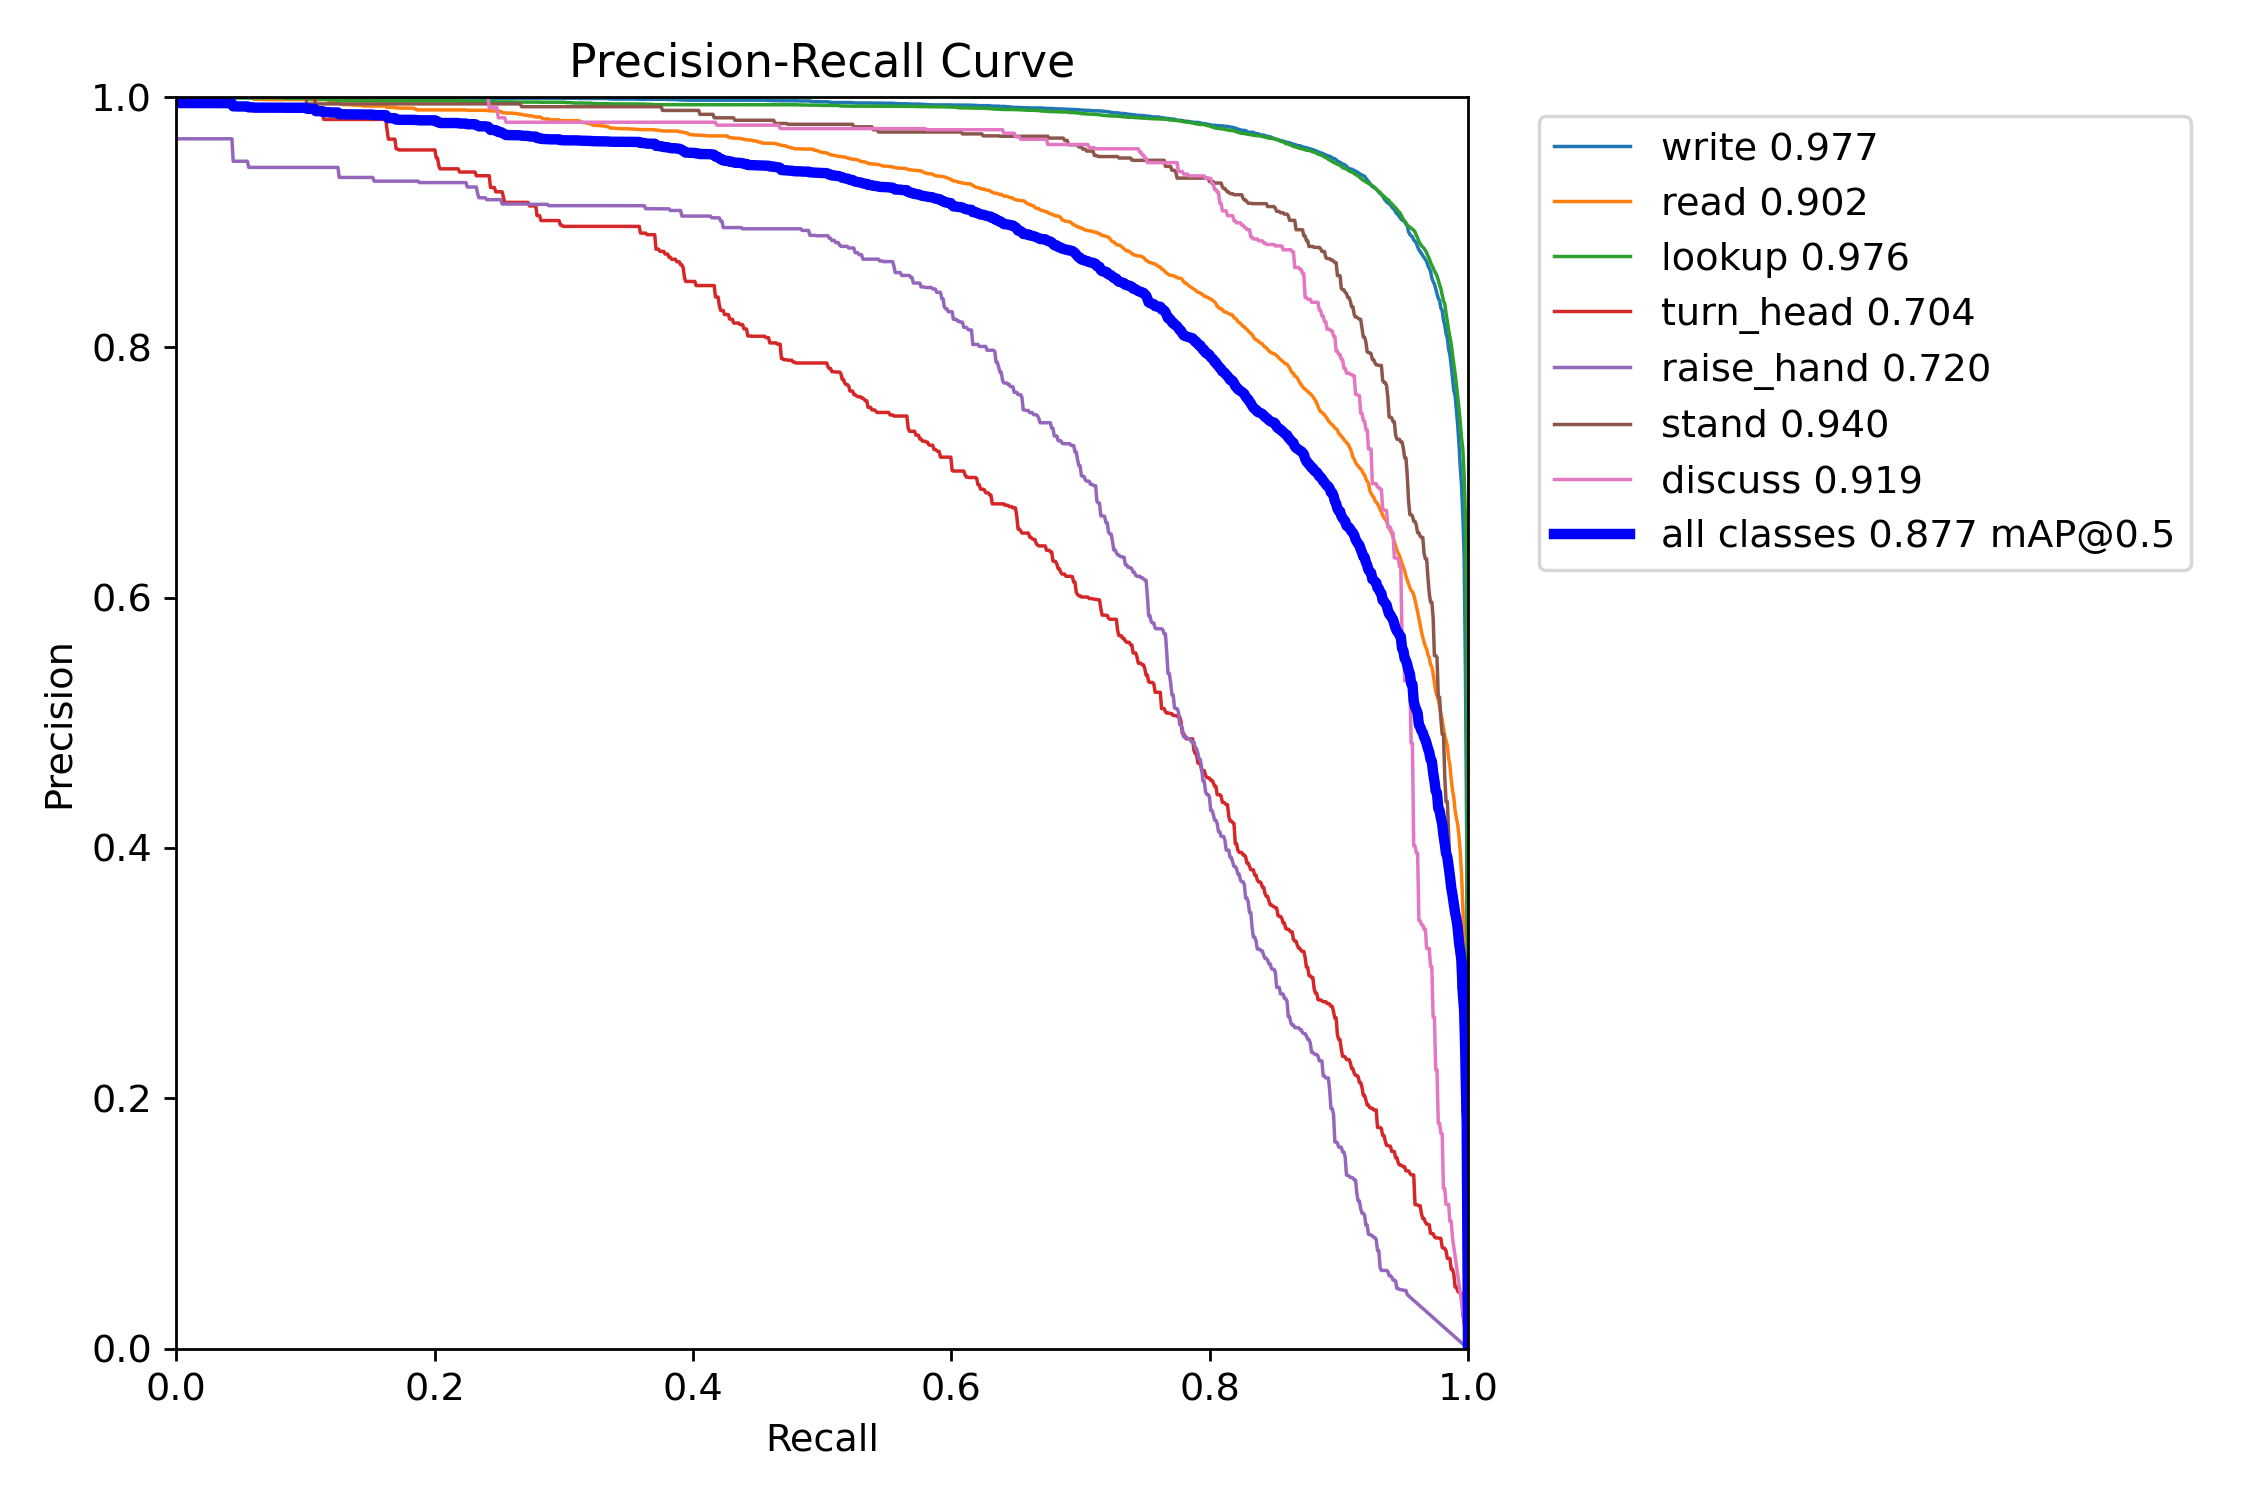 Precision-Recall Curve
1.0
0.8
0.6
0.4
0.2
0.0
Precision
0.0 0.2 0.4 0.6 0.8 1.0
Recall
write 0.977
read 0.902
lookup 0.976
turn_head 0.704
raise_hand 0.720
stand 0.940
discuss 0.919
all classes 0.877 mAP@0.5